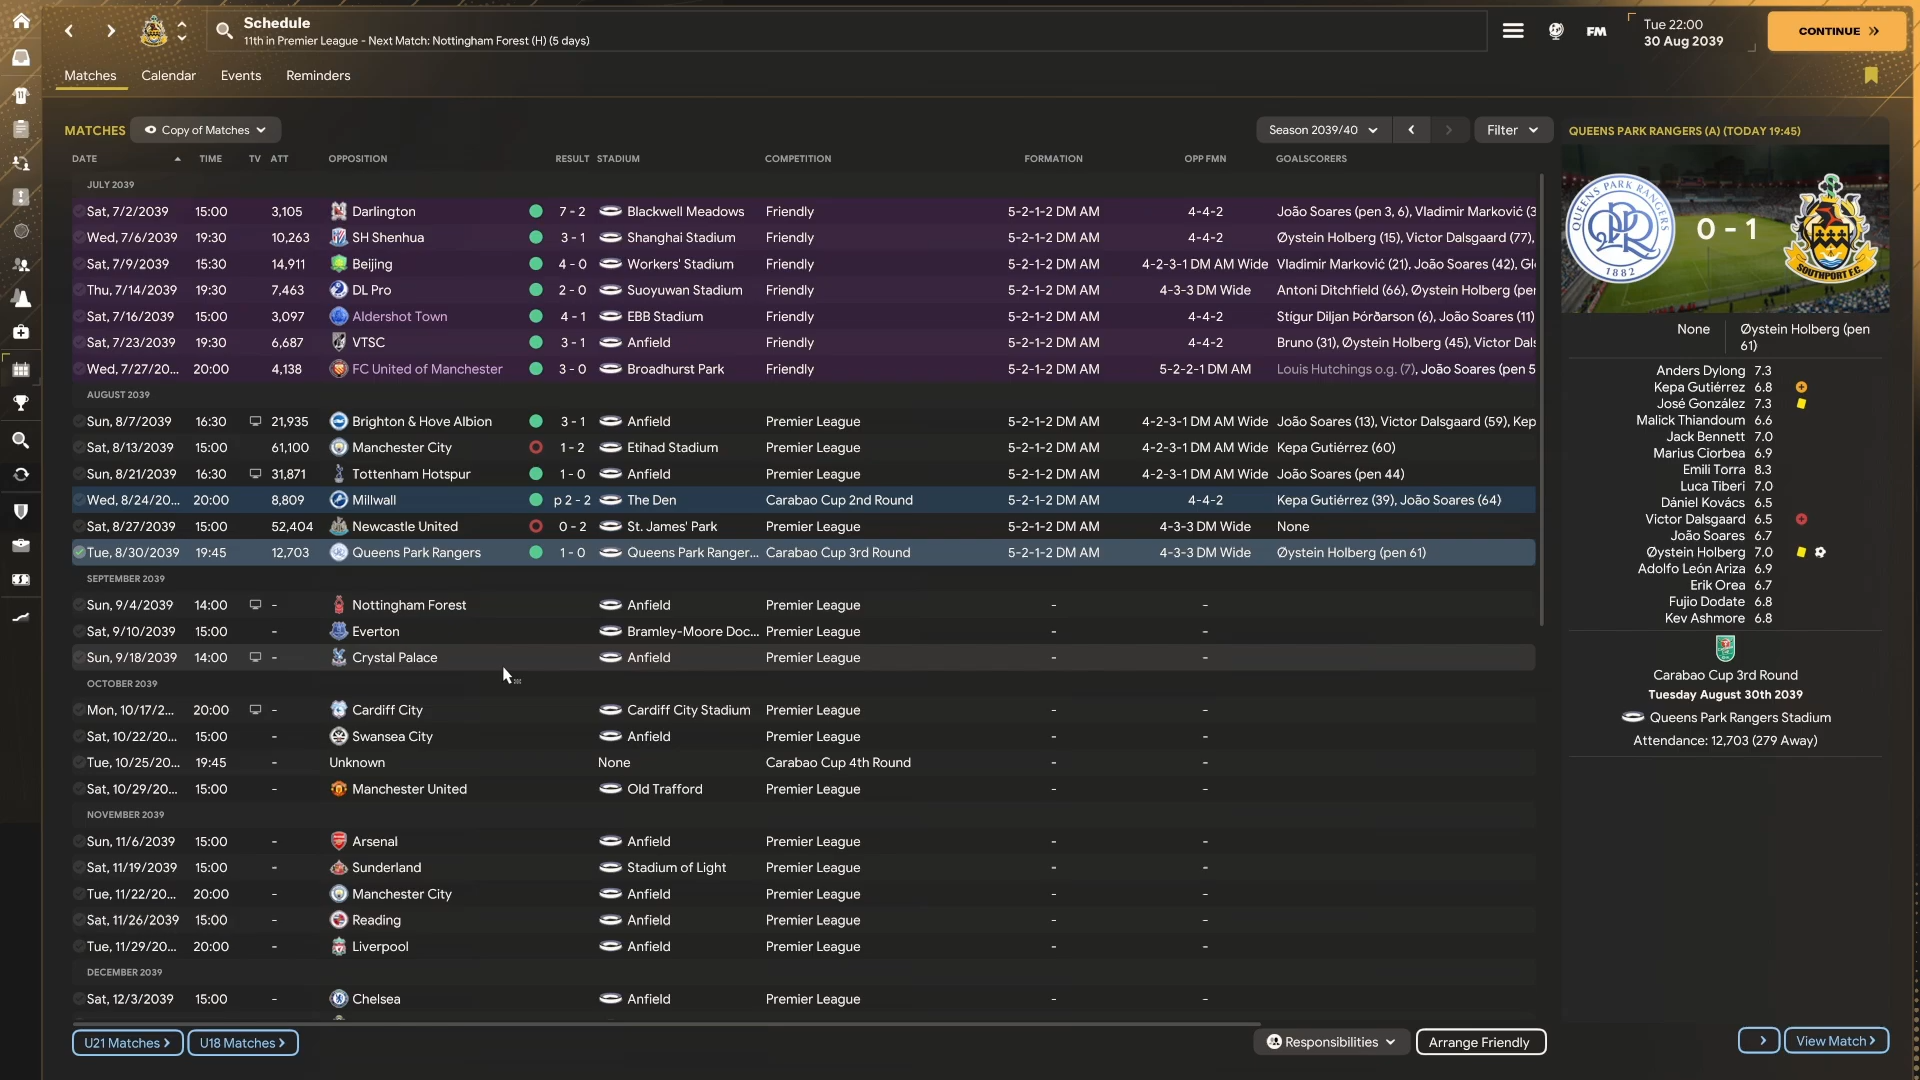 Schedule
11th in Premier League - Next Match: Nottingham Forest (H) (5 days)
FM
Tue 22:00
30 Aug 2039
CONTINUE
Matches Calendar Events Reminders
MATCHES Copy of Matches Season 2039/40 Filter
DATE TIME TV ATT OPPOSITION RESULT STADIUM COMPETITION FORMATION OPP FMN GOALSCORERS
JULY 2039
Sat, 7/2/2039 15:00 3,105 Darlington 7 - 2 Blackwell Meadows Friendly 5-2-1-2 DM AM 4-4-2 João Soares (pen 3, 6), Vladimir Marković (3
Wed, 7/6/2039 19:30 10,263 SH Shenhua 3 - 1 Shanghai Stadium Friendly 5-2-1-2 DM AM 4-4-2 Øystein Holberg (15), Victor Dalsgaard (77),
Sat, 7/9/2039 15:30 14,911 Beijing 4 - 0 Workers' Stadium Friendly 5-2-1-2 DM AM 4-2-3-1 DM AM Wide Vladimir Marković (21), João Soares (42), Gl
Thu, 7/14/2039 19:30 7,463 DL Pro 2 - 0 Suoyuwan Stadium Friendly 5-2-1-2 DM AM 4-3-3 DM Wide Antoni Ditchfield (66), Øystein Holberg (per
Sat, 7/16/2039 15:00 3,097 Aldershot Town 4 - 1 EBB Stadium Friendly 5-2-1-2 DM AM 4-4-2 Stígur Diljan Þórðarson (6), João Soares (11)
Sat, 7/23/2039 19:30 6,687 VTSC 3 - 1 Anfield Friendly 5-2-1-2 DM AM 4-4-2 Bruno (31), Øystein Holberg (45), Victor Dals
Wed, 7/27/20... 20:00 4,138 FC United of Manchester 3 - 0 Broadhurst Park Friendly 5-2-1-2 DM AM 5-2-2-1 DM AM Louis Hutchings o.g. (7), João Soares (pen 5
AUGUST 2039
Sun, 8/7/2039 16:30 21,935 Brighton & Hove Albion 3 - 1 Anfield Premier League 5-2-1-2 DM AM 4-2-3-1 DM AM Wide João Soares (13), Victor Dalsgaard (59), Kep
Sat, 8/13/2039 15:00 61,100 Manchester City 1 - 2 Etihad Stadium Premier League 5-2-1-2 DM AM 4-2-3-1 DM AM Wide Kepa Gutiérrez (60)
Sun, 8/21/2039 16:30 31,871 Tottenham Hotspur 1 - 0 Anfield Premier League 5-2-1-2 DM AM 4-2-3-1 DM AM Wide João Soares (pen 44)
Wed, 8/24/20... 20:00 8,809 Millwall p 2 - 2 The Den Carabao Cup 2nd Round 5-2-1-2 DM AM 4-4-2 Kepa Gutiérrez (39), João Soares (64)
Sat, 8/27/2039 15:00 52,404 Newcastle United 0 - 2 St. James' Park Premier League 5-2-1-2 DM AM 4-3-3 DM Wide None
Tue, 8/30/2039 19:45 12,703 Queens Park Rangers 1 - 0 Queens Park Ranger... Carabao Cup 3rd Round 5-2-1-2 DM AM 4-3-3 DM Wide Øystein Holberg (pen 61)
SEPTEMBER 2039
Sun, 9/4/2039 14:00 - Nottingham Forest Anfield Premier League - -
Sat, 9/10/2039 15:00 - Everton Bramley-Moore Doc... Premier League - -
Sun, 9/18/2039 14:00 - Crystal Palace Anfield Premier League - -
OCTOBER 2039
Mon, 10/17/2... 20:00 - Cardiff City Cardiff City Stadium Premier League - -
Sat, 10/22/20... 15:00 - Swansea City Anfield Premier League - -
Tue, 10/25/20... 19:45 - Unknown None Carabao Cup 4th Round - -
Sat, 10/29/20... 15:00 - Manchester United Old Trafford Premier League - -
NOVEMBER 2039
Sun, 11/6/2039 15:00 - Arsenal Anfield Premier League - -
Sat, 11/19/2039 15:00 - Sunderland Stadium of Light Premier League - -
Tue, 11/22/20... 20:00 - Manchester City Anfield Premier League - -
Sat, 11/26/2039 15:00 - Reading Anfield Premier League - -
Tue, 11/29/20... 20:00 - Liverpool Anfield Premier League - -
DECEMBER 2039
Sat, 12/3/2039 15:00 - Chelsea Anfield Premier League - -
U21 Matches U18 Matches Responsibilities Arrange Friendly
QUEENS PARK RANGERS (A) (TODAY 19:45)
QUEENS PARK RANGERS
1882
0 - 1
SOUTHPORT F.C.
None Øystein Holberg (pen
61)
Anders Dylong 7.3
Kepa Gutiérrez 6.8
José González 7.3
Malick Thiandoum 6.6
Jack Bennett 7.0
Marius Ciorbea 6.9
Emili Torra 8.3
Luca Tiberi 7.0
Dániel Kovács 6.5
Victor Dalsgaard 6.5
João Soares 6.7
Øystein Holberg 7.0
Adolfo León Ariza 6.9
Erik Orea 6.7
Fujio Dodate 6.8
Kev Ashmore 6.8
Carabao Cup 3rd Round
Tuesday August 30th 2039
Queens Park Rangers Stadium
Attendance: 12,703 (279 Away)
View Match